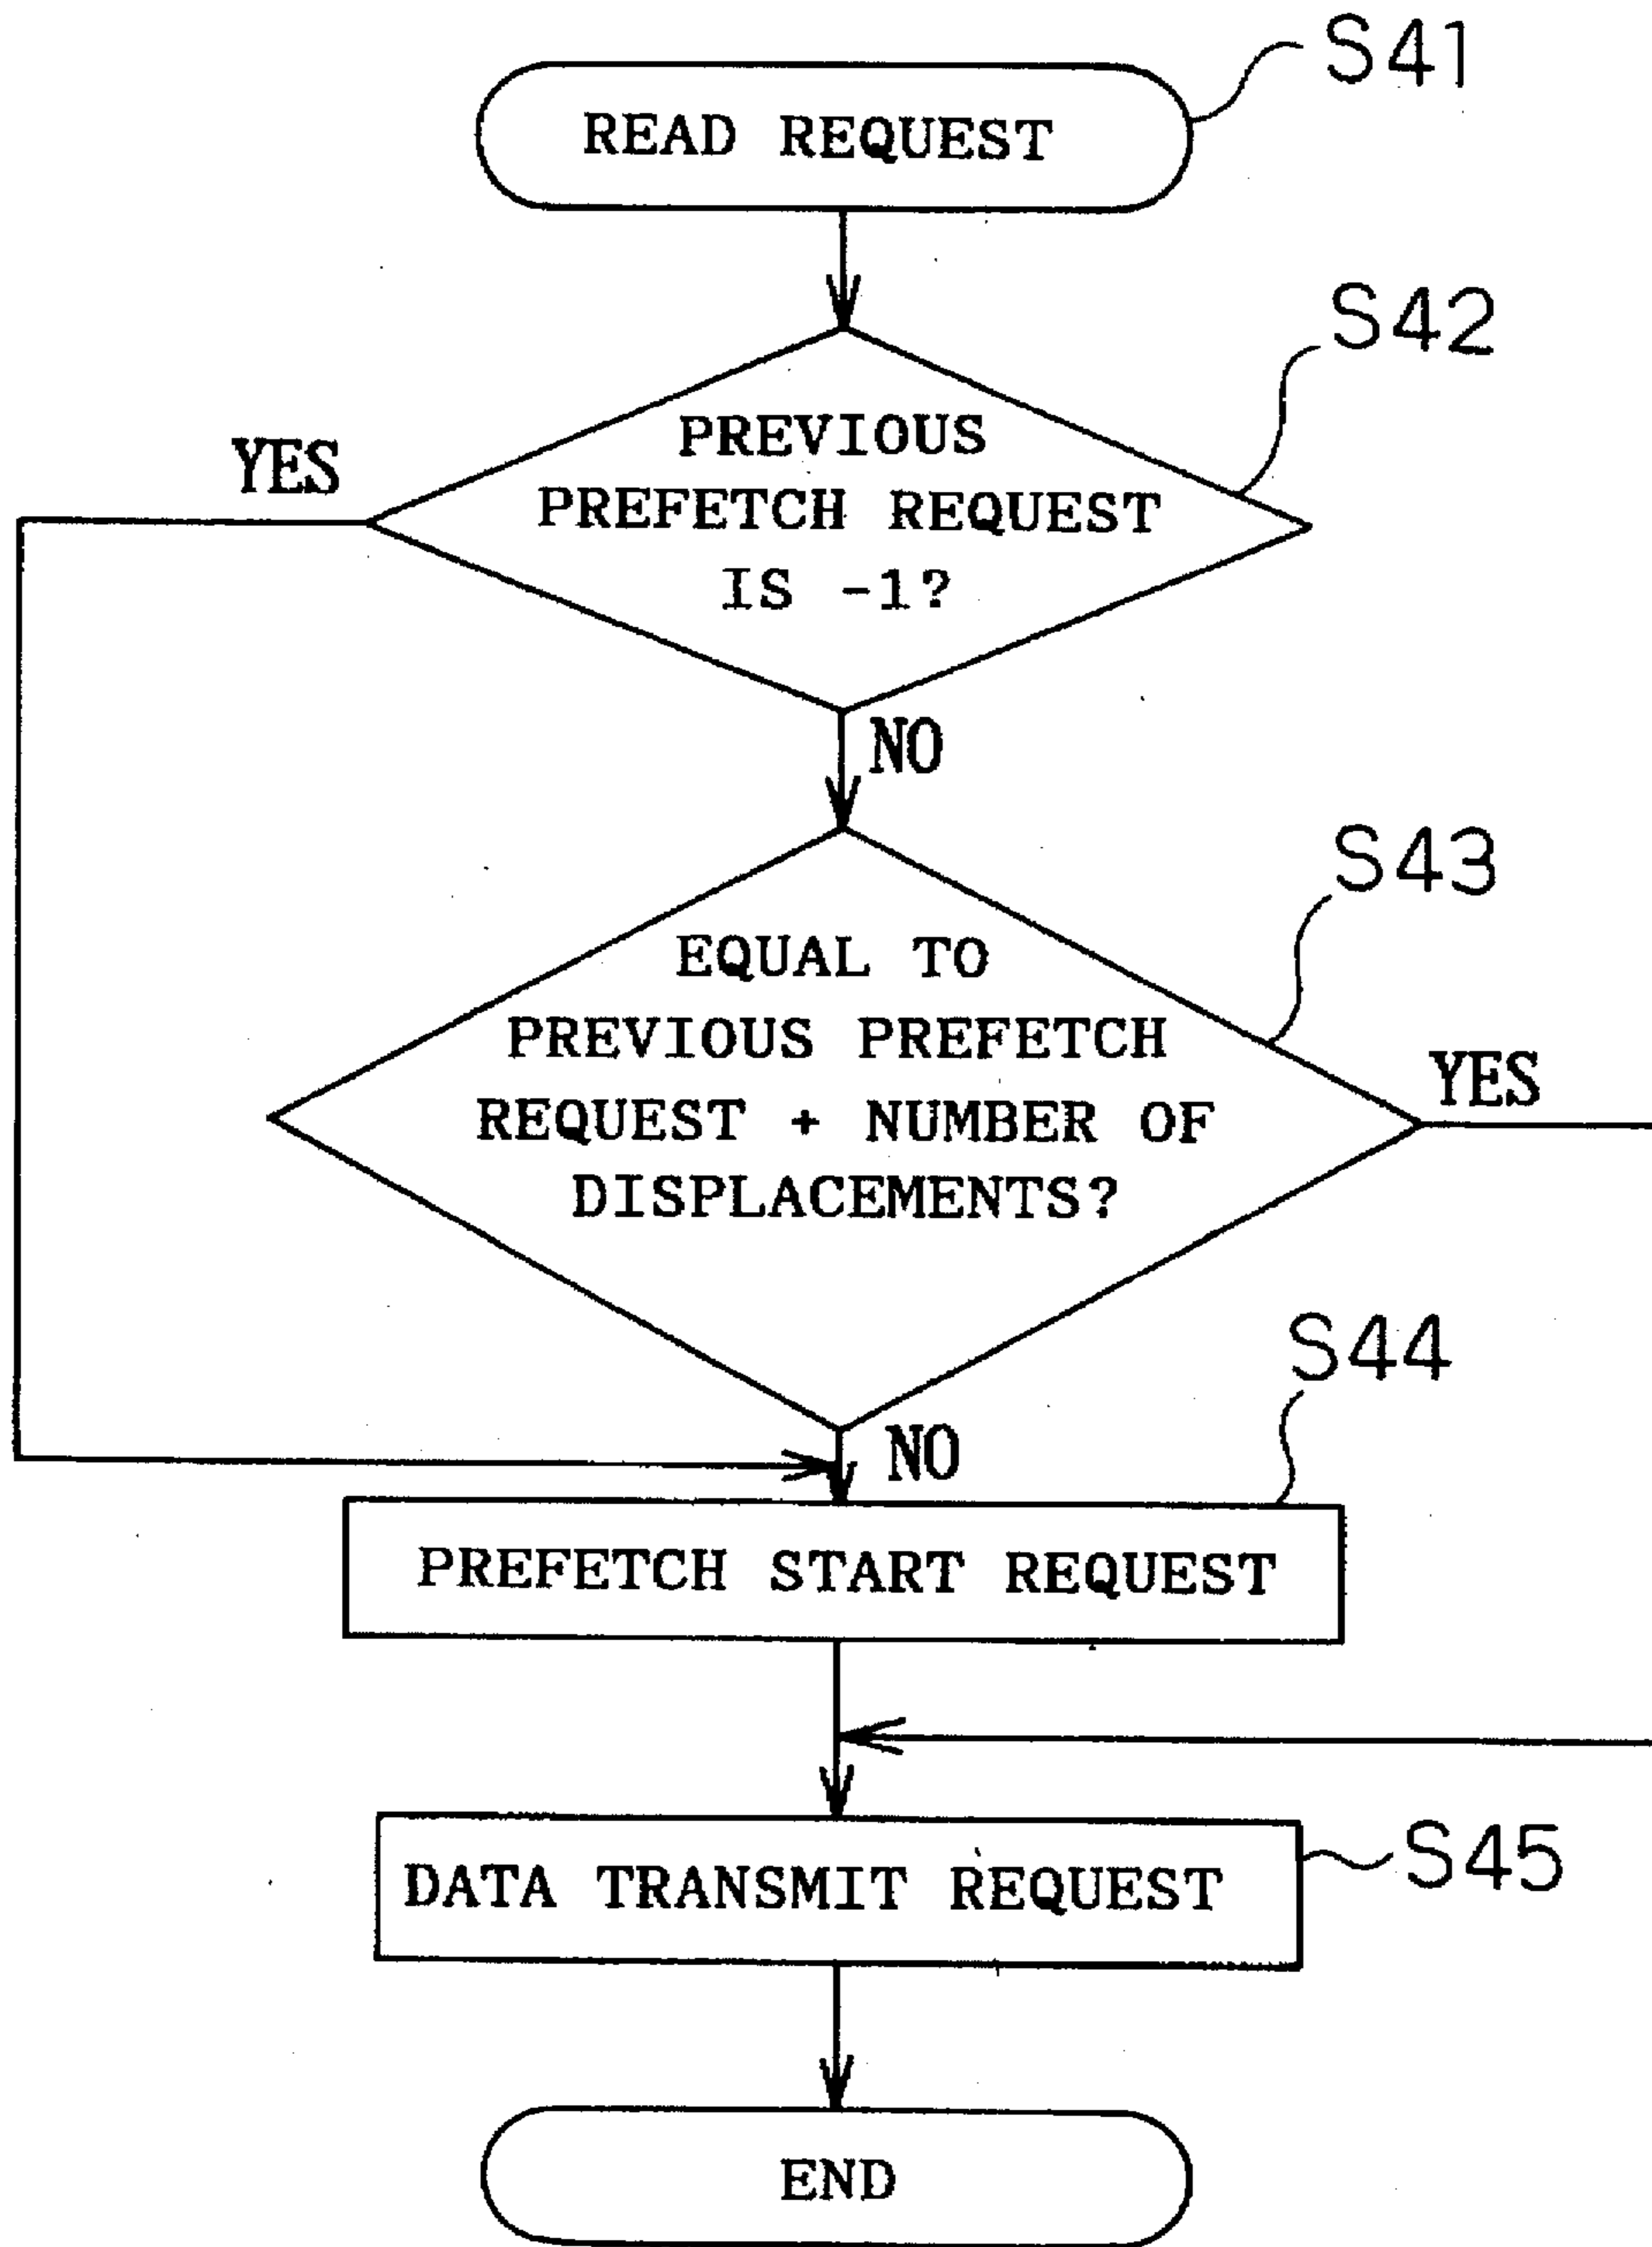 S41
READ REQUEST
S42
PREVIOUS
PREFETCH REQUEST
IS -1?
YES
NO
S43
EQUAL TO
PREVIOUS PREFETCH
REQUEST + NUMBER OF
DISPLACEMENTS?
YES
NO
S44
PREFETCH START REQUEST
DATA TRANSMIT REQUEST
S45
END